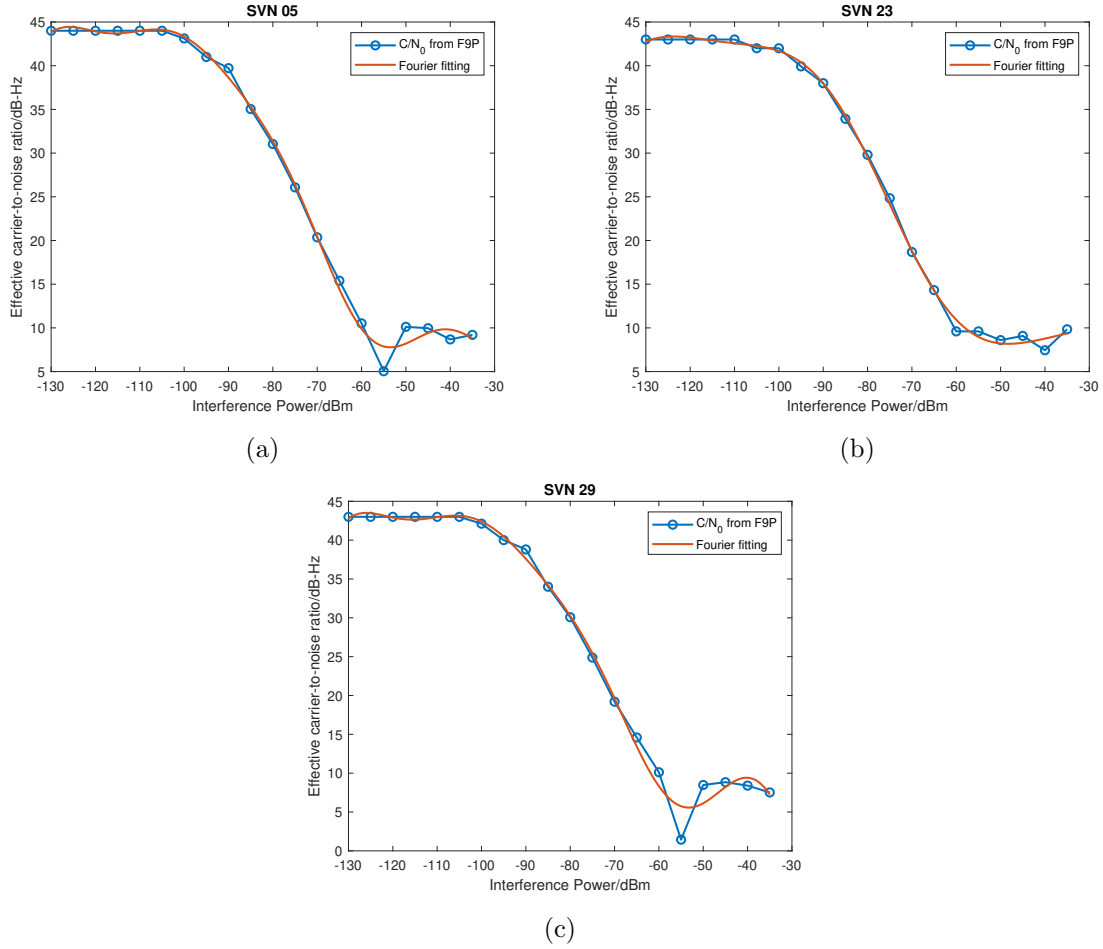 SVN 05
45
40
35
30
25
20
15
10
5
Effective carrier-to-noise ratio/dB-Hz
C/N0 from F9P
Fourier fitting
-130 -120 -110 -100 -90 -80 -70 -60 -50 -40 -30
Interference Power/dBm
(a)
SVN 23
45
40
35
30
25
20
15
10
5
Effective carrier-to-noise ratio/dB-Hz
C/N0 from F9P
Fourier fitting
-130 -120 -110 -100 -90 -80 -70 -60 -50 -40 -30
Interference Power/dBm
(b)
SVN 29
45
40
35
30
25
20
15
10
5
0
Effective carrier-to-noise ratio/dB-Hz
C/N0 from F9P
Fourier fitting
-130 -120 -110 -100 -90 -80 -70 -60 -50 -40 -30
Interference Power/dBm
(c)